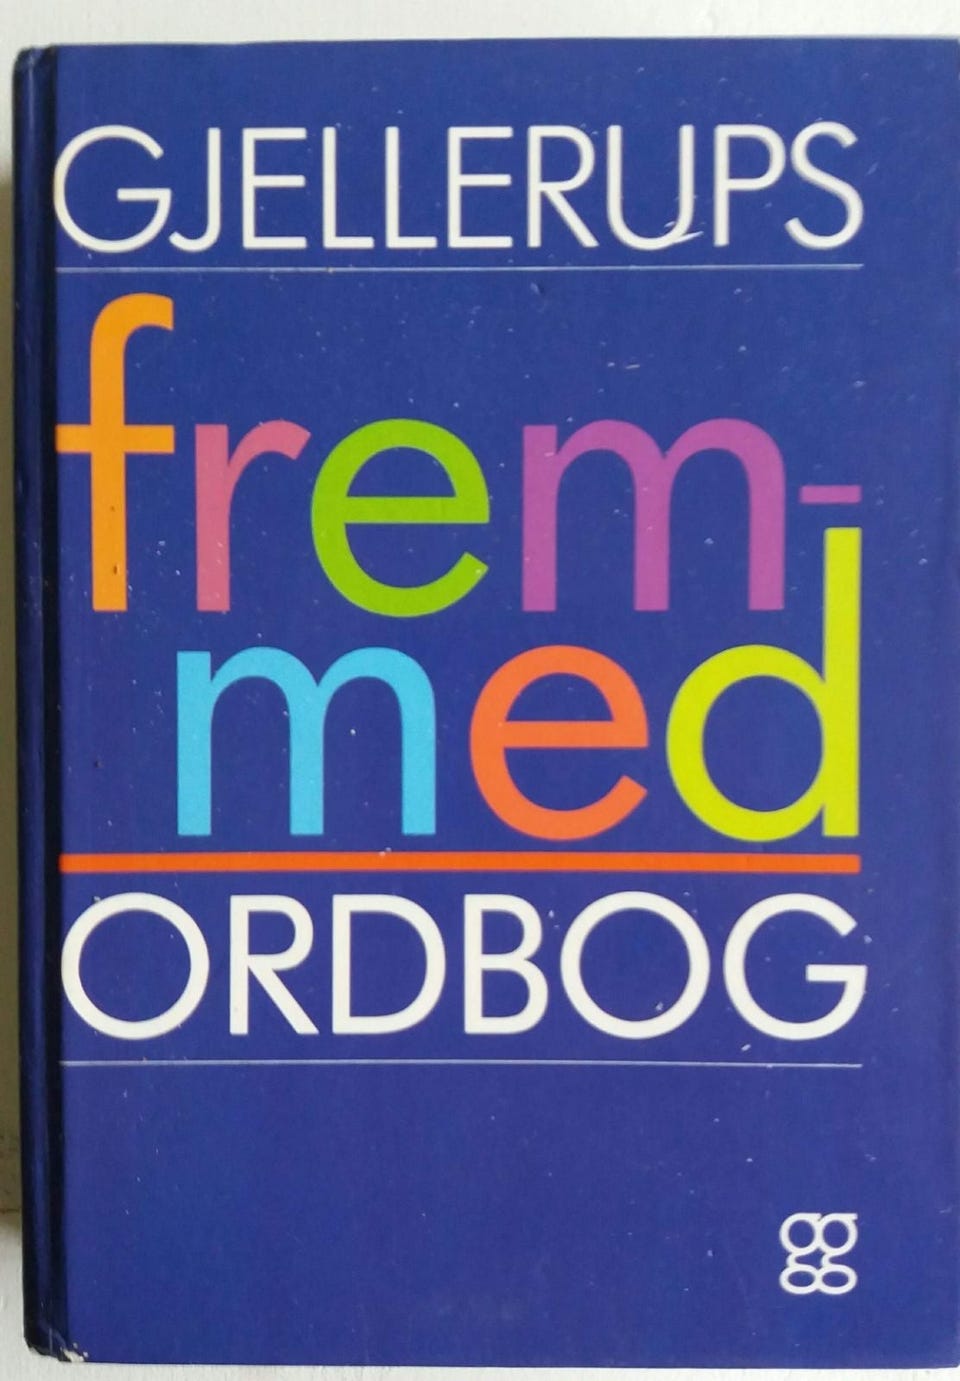 GJELLERUPS
frem-
med
ORDBOG
gg